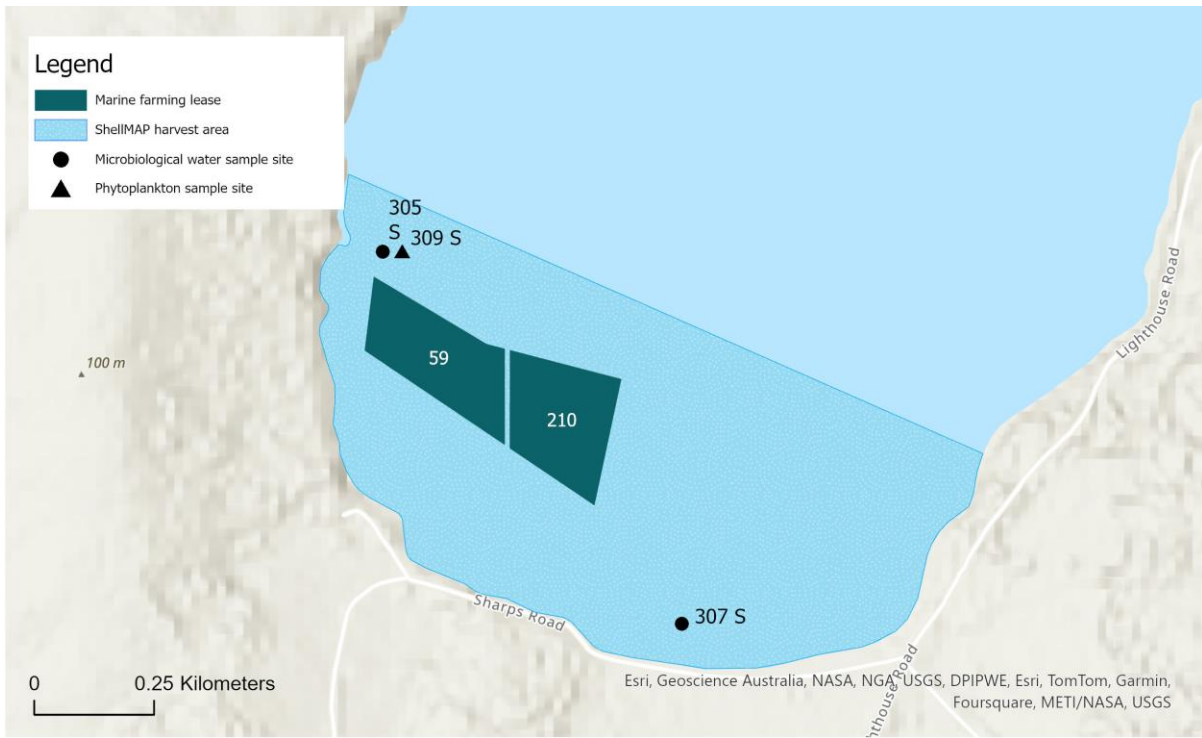 Legend
Marine farming lease
ShellMAP harvest area
Microbiological water sample site
Phytoplankton sample site
305
S
309 S
59
210
100 m
Lighthouse Road
Sharps Road
307 S
hthouse Road
0
0.25 Kilometers
Esri, Geoscience Australia, NASA, NGA, USGS, DPIPWE, Esri, TomTom, Garmin,
Foursquare, METI/NASA, USGS